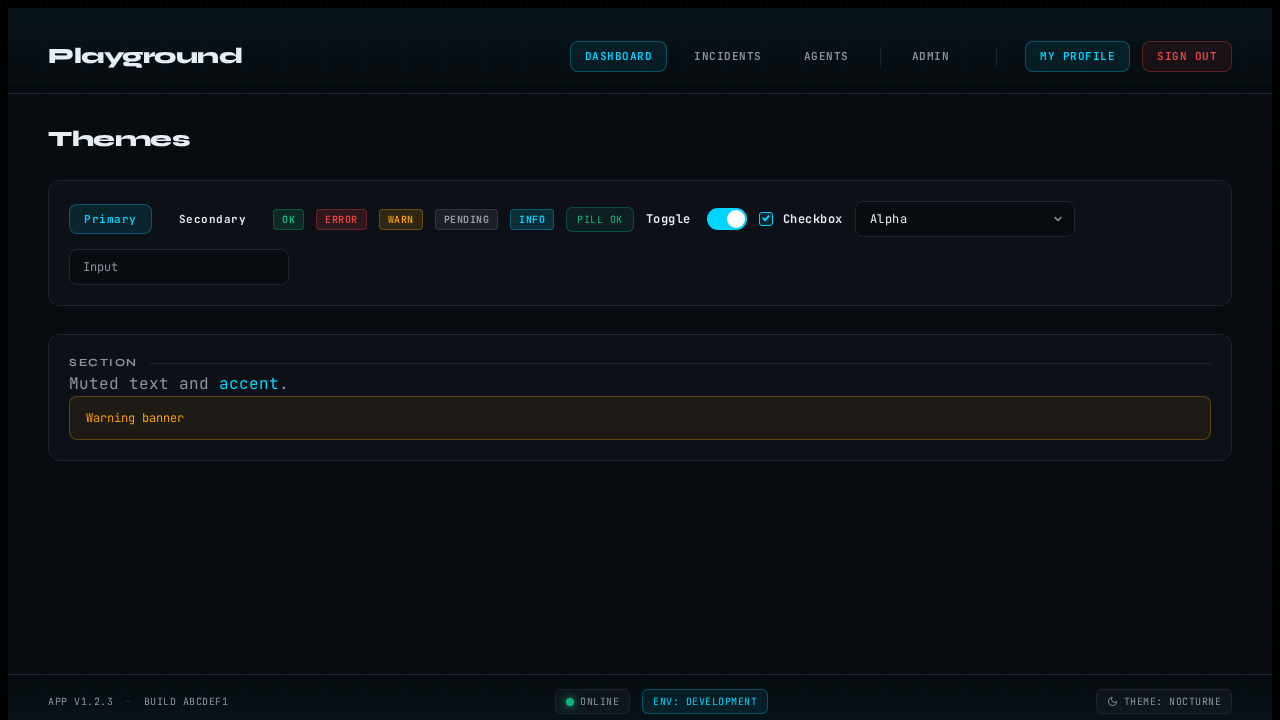 Playground
DASHBOARD INCIDENTS AGENTS ADMIN MY PROFILE SIGN OUT
Themes
Primary Secondary OK ERROR WARN PENDING INFO PILL OK Toggle Checkbox Alpha
Input
SECTION
Muted text and accent.
Warning banner
APP V1.2.3 · BUILD ABCDEF1 ONLINE ENV: DEVELOPMENT THEME: NOCTURNE